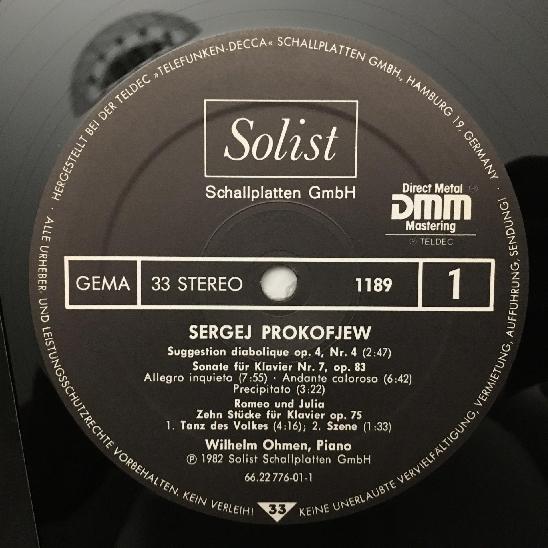 HERGESTELLT BEI DER TELDEC »TELEFUNKEN-DECCA« SCHALLPLATTEN GMBH, HAMBURG 19, GERMANY ·
Solist
Schallplatten GmbH
Direct Metal
DMM
Mastering
℗ TELDEC
GEMA 33 STEREO 1189 1
SERGEJ PROKOFJEW
Suggestion diabolique op. 4, Nr. 4 (2:47)
Sonate für Klavier Nr. 7, op. 83
Allegro inquieto (7:55) · Andante caloroso (6:42)
Precipitato (3:22)
Romeo und Julia
Zehn Stücke für Klavier op. 75
1. Tanz des Volkes (4:16); 2. Szene (1:33)
Wilhelm Ohmen, Piano
℗ 1982 Solist Schallplatten GmbH
66.22 776-01-1
· ALLE URHEBER- UND LEISTUNGSSCHUTZRECHTE VORBEHALTEN. KEIN VERLEIH! 33 KEINE UNERLAUBTE VERVIELFÄLTIGUNG, VERMIETUNG, AUFFÜHRUNG, SENDUNG!